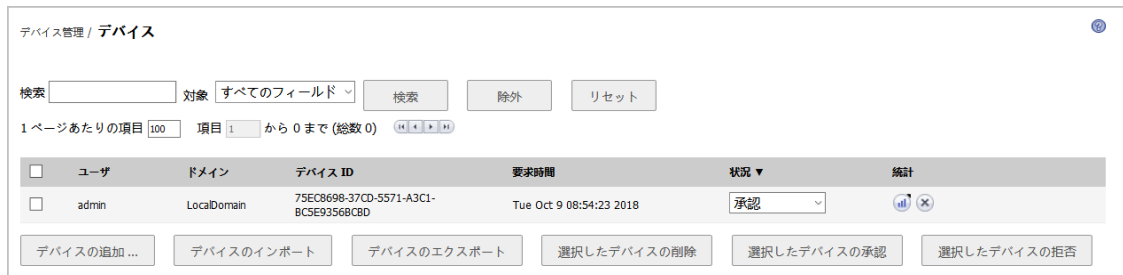 デバイス管理 / デバイス
検索 対象 すべてのフィールド 検索 除外 リセット
1 ページあたりの項目 100 項目 1 から 0 まで (総数 0)
ユーザ ドメイン デバイス ID 要求時間 状況 ▼ 統計
admin LocalDomain 75EC8698-37CD-5571-A3C1-BC5E9356BCBD Tue Oct 9 08:54:23 2018 承認
デバイスの追加 ... デバイスのインポート デバイスのエクスポート 選択したデバイスの削除 選択したデバイスの承認 選択したデバイスの拒否